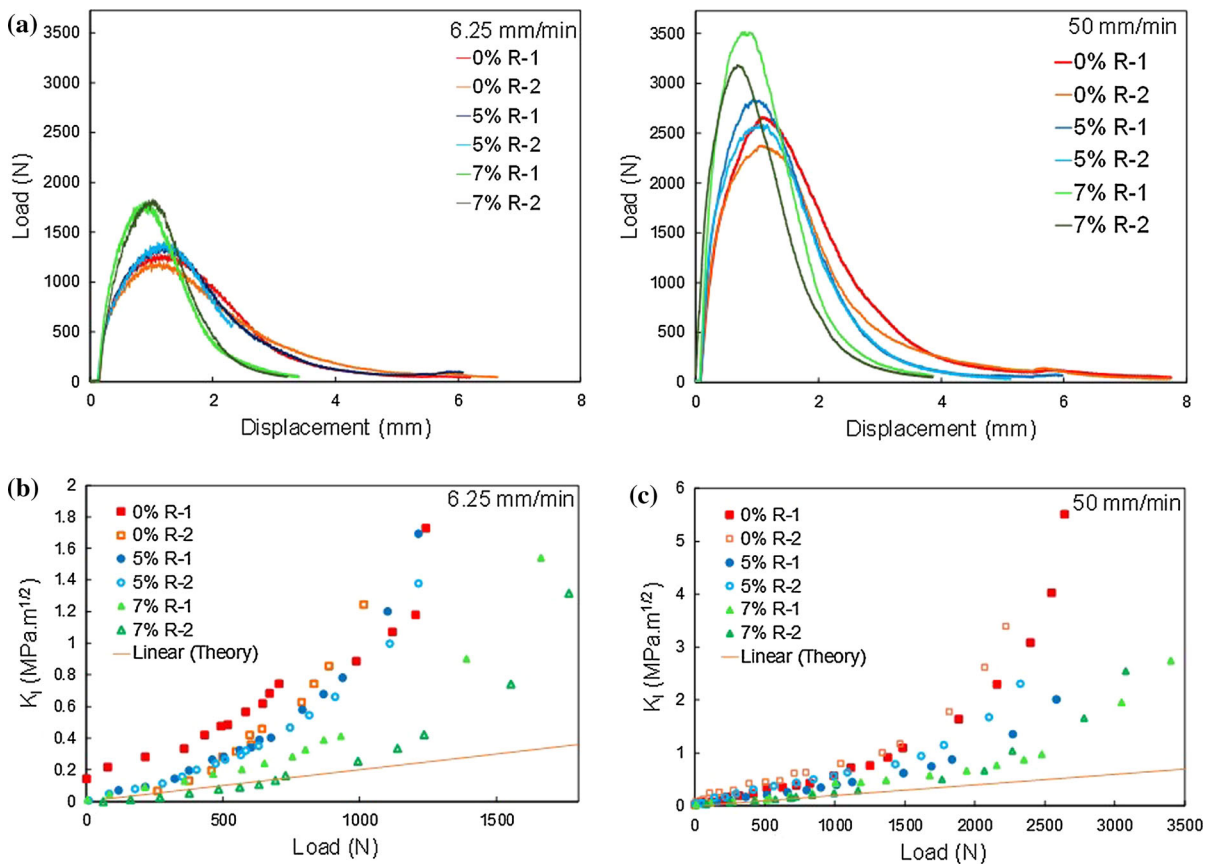 (a)
6.25 mm/min
0% R-1
0% R-2
5% R-1
5% R-2
7% R-1
7% R-2
3500
3000
2500
2000
1500
1000
500
0
Load (N)
0 2 4 6 8
Displacement (mm)
50 mm/min
0% R-1
0% R-2
5% R-1
5% R-2
7% R-1
7% R-2
3500
3000
2500
2000
1500
1000
500
0
Load (N)
0 2 4 6 8
Displacement (mm)
(b)
6.25 mm/min
0% R-1
0% R-2
5% R-1
5% R-2
7% R-1
7% R-2
Linear (Theory)
2
1.8
1.6
1.4
1.2
1
0.8
0.6
0.4
0.2
0
KI (MPa.m1/2)
0 500 1000 1500
Load (N)
(c)
50 mm/min
0% R-1
0% R-2
5% R-1
5% R-2
7% R-1
7% R-2
Linear (Theory)
6
5
4
3
2
1
0
KI (MPa.m1/2)
0 500 1000 1500 2000 2500 3000 3500
Load (N)